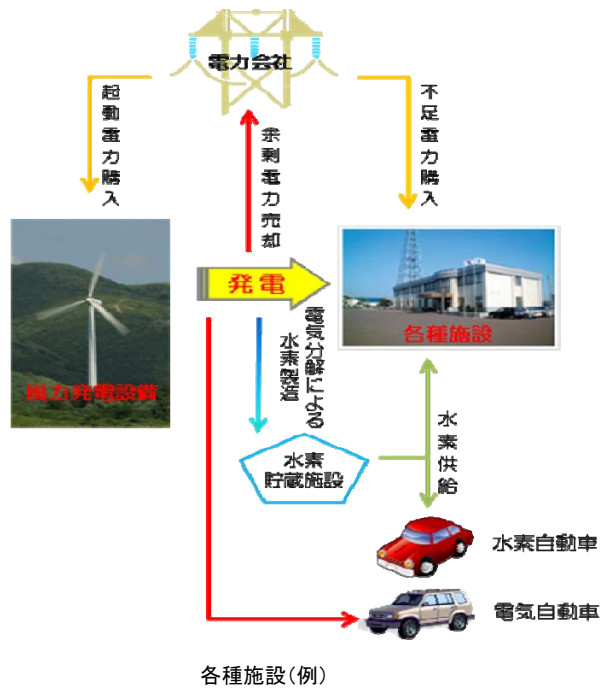 電力会社
起動電力購入
余剰電力売却
不足電力購入
発電
各種施設
風力発電設備
電気分解による
水素製造
水素
貯蔵施設
水素供給
水素自動車
電気自動車
各種施設(例)